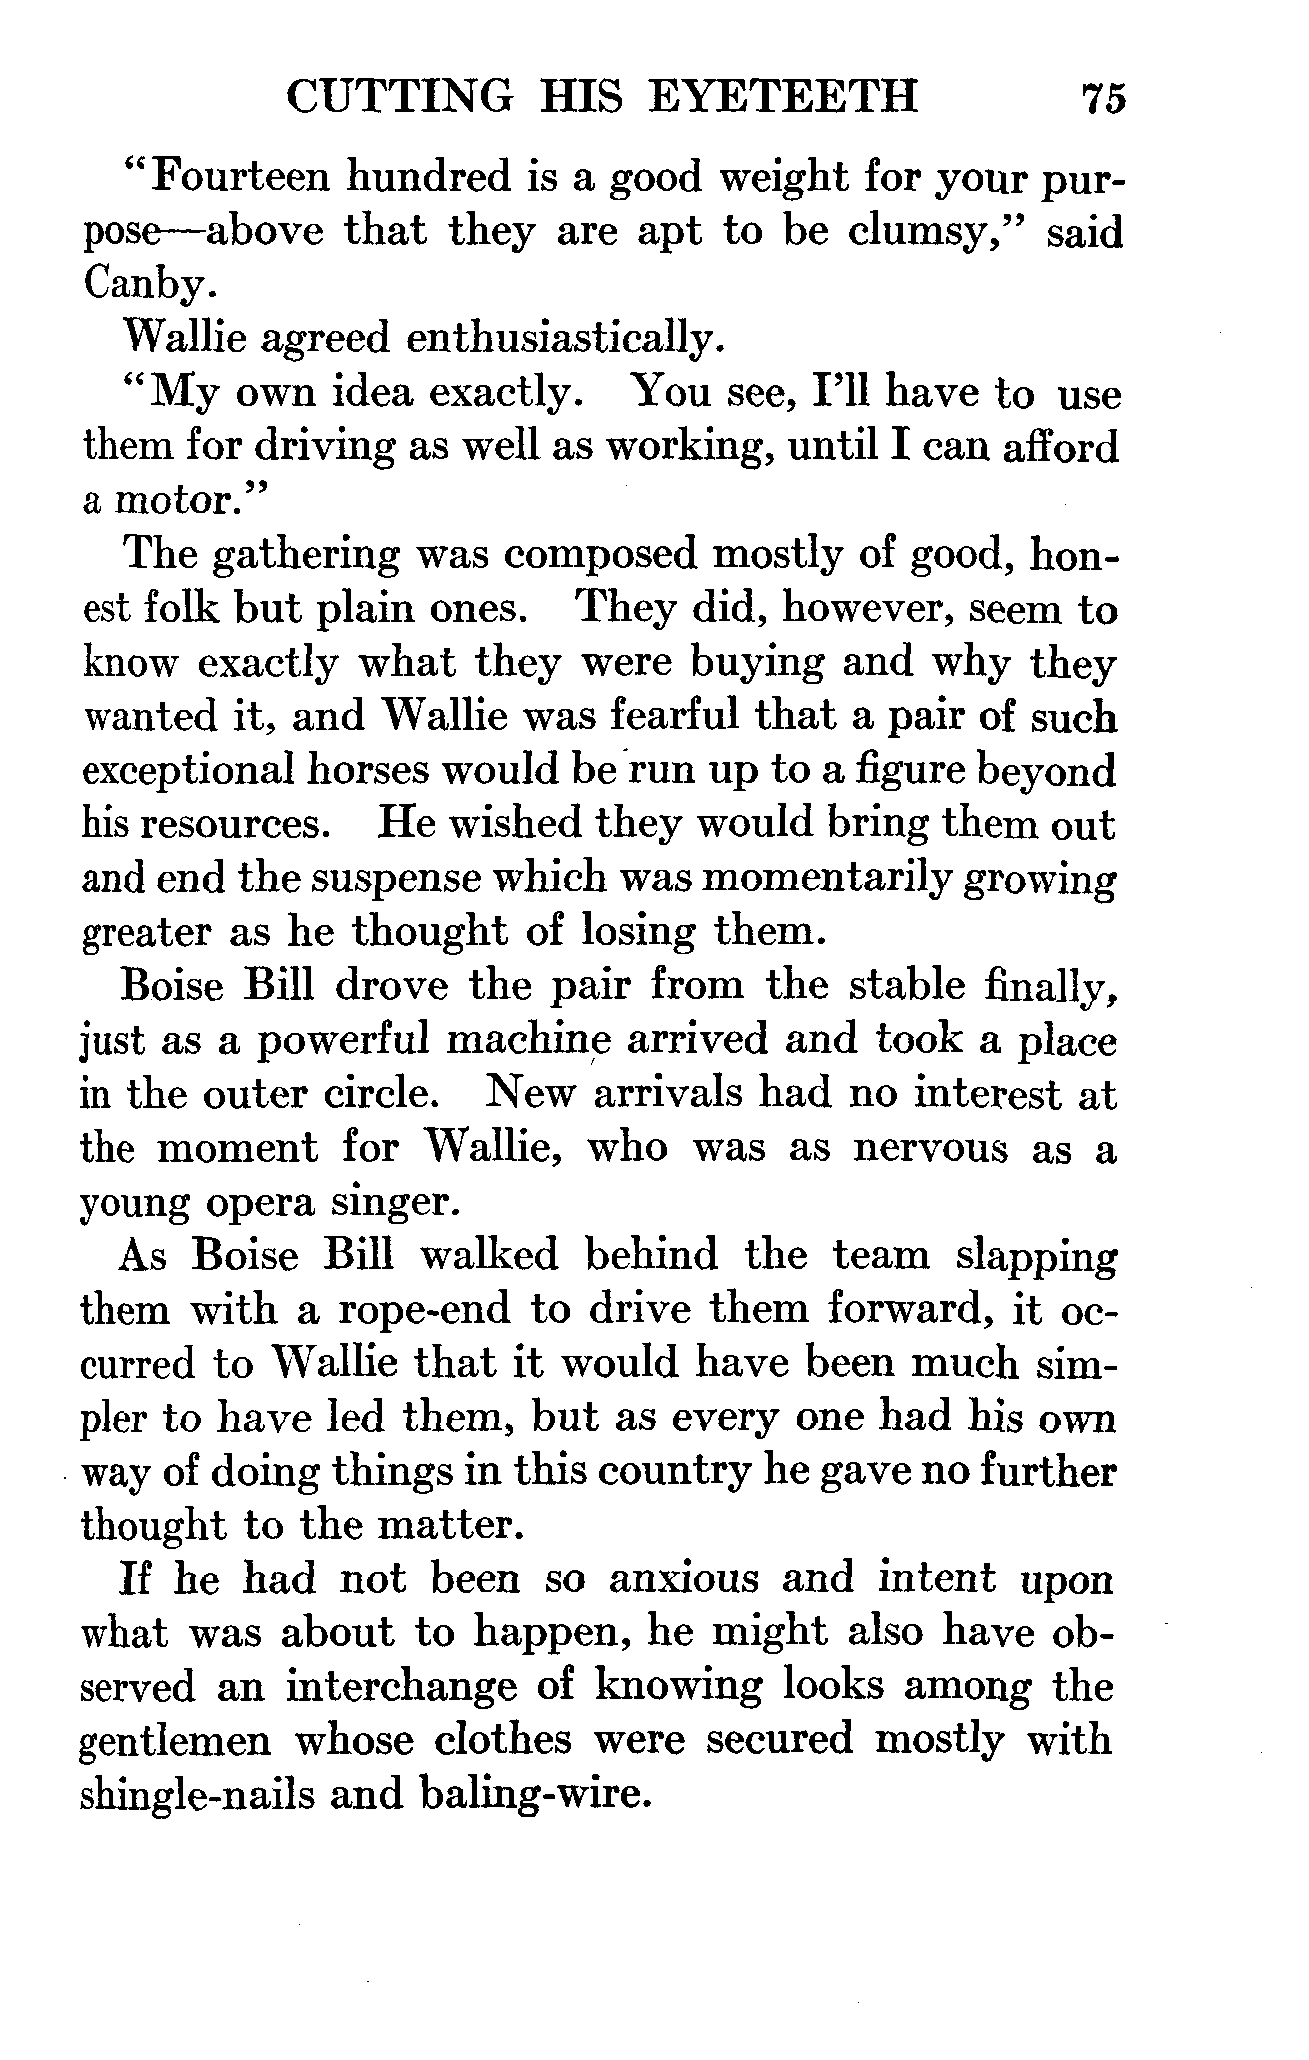 CUTTING HIS EYETEETH 75
"Fourteen hundred is a good weight for your pur-
pose—above that they are apt to be clumsy," said
Canby.
Wallie agreed enthusiastically.
"My own idea exactly. You see, I'll have to use
them for driving as well as working, until I can afford
a motor."
The gathering was composed mostly of good, hon-
est folk but plain ones. They did, however, seem to
know exactly what they were buying and why they
wanted it, and Wallie was fearful that a pair of such
exceptional horses would be run up to a figure beyond
his resources. He wished they would bring them out
and end the suspense which was momentarily growing
greater as he thought of losing them.
Boise Bill drove the pair from the stable finally,
just as a powerful machine arrived and took a place
in the outer circle. New arrivals had no interest at
the moment for Wallie, who was as nervous as a
young opera singer.
As Boise Bill walked behind the team slapping
them with a rope-end to drive them forward, it oc-
curred to Wallie that it would have been much sim-
pler to have led them, but as every one had his own
way of doing things in this country he gave no further
thought to the matter.
If he had not been so anxious and intent upon
what was about to happen, he might also have ob-
served an interchange of knowing looks among the
gentlemen whose clothes were secured mostly with
shingle-nails and baling-wire.